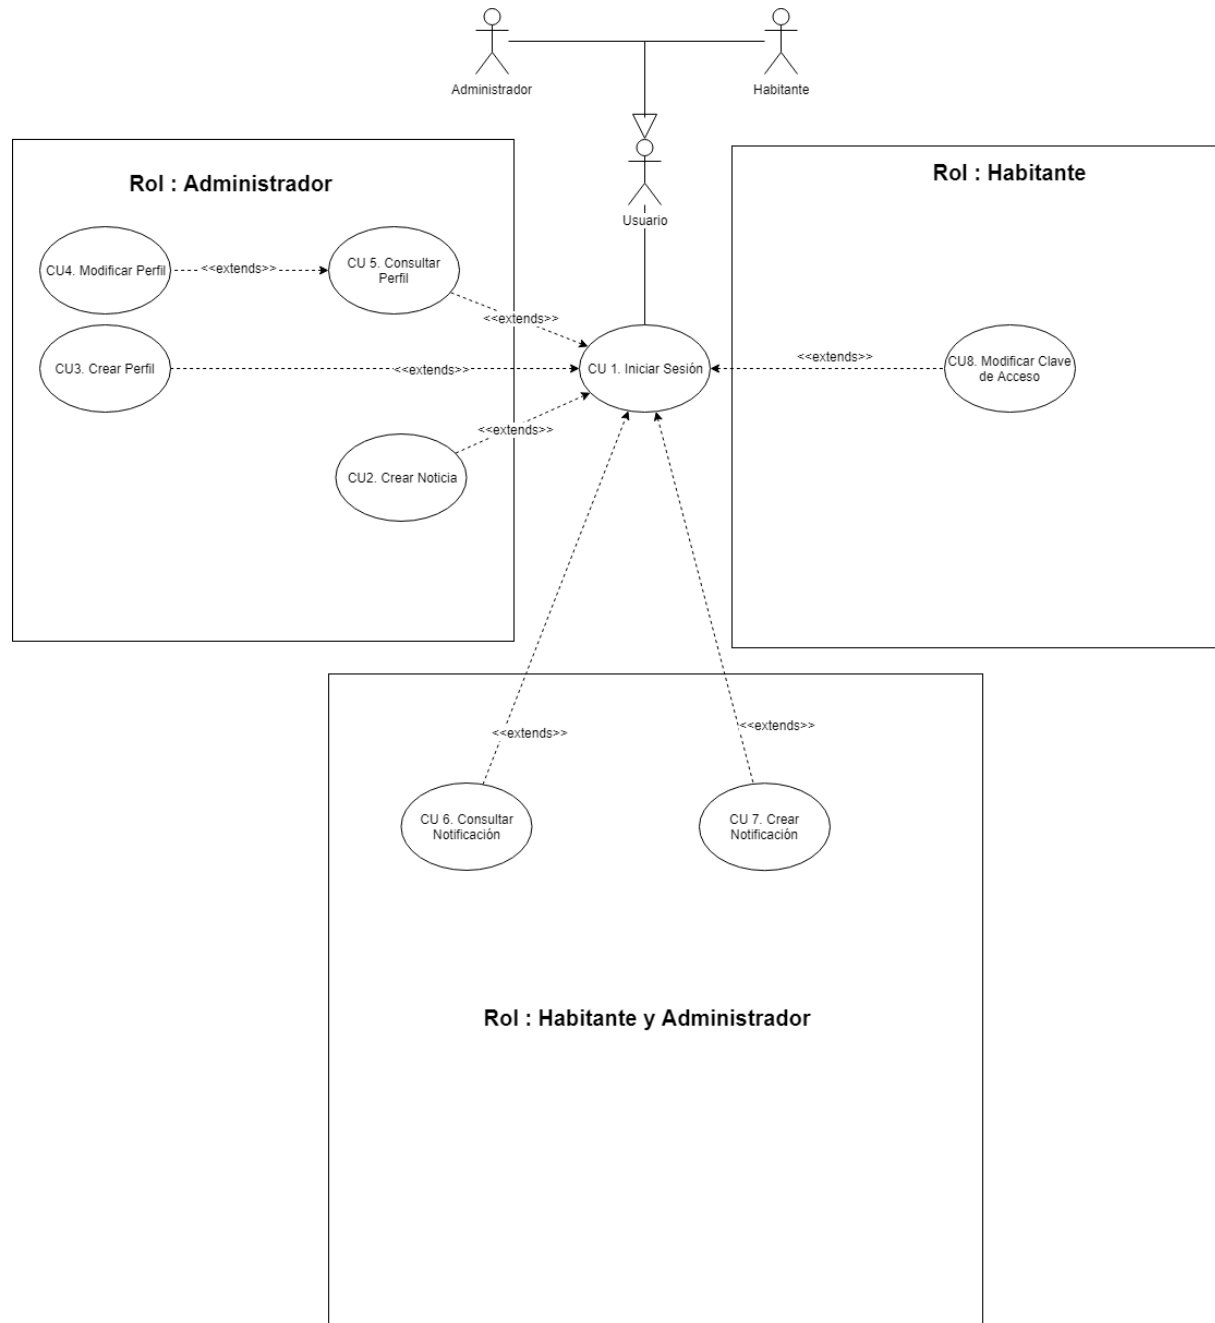 Administrador
Habitante
Usuario
Rol : Administrador
Rol : Habitante
CU4. Modificar Perfil
<<extends>>
CU 5. Consultar
Perfil
<<extends>>
CU3. Crear Perfil
<<extends>>
CU 1. Iniciar Sesión
<<extends>>
CU8. Modificar Clave
de Acceso
<<extends>>
CU2. Crear Noticia
<<extends>>
<<extends>>
CU 6. Consultar
Notificación
CU 7. Crear
Notificación
Rol : Habitante y Administrador